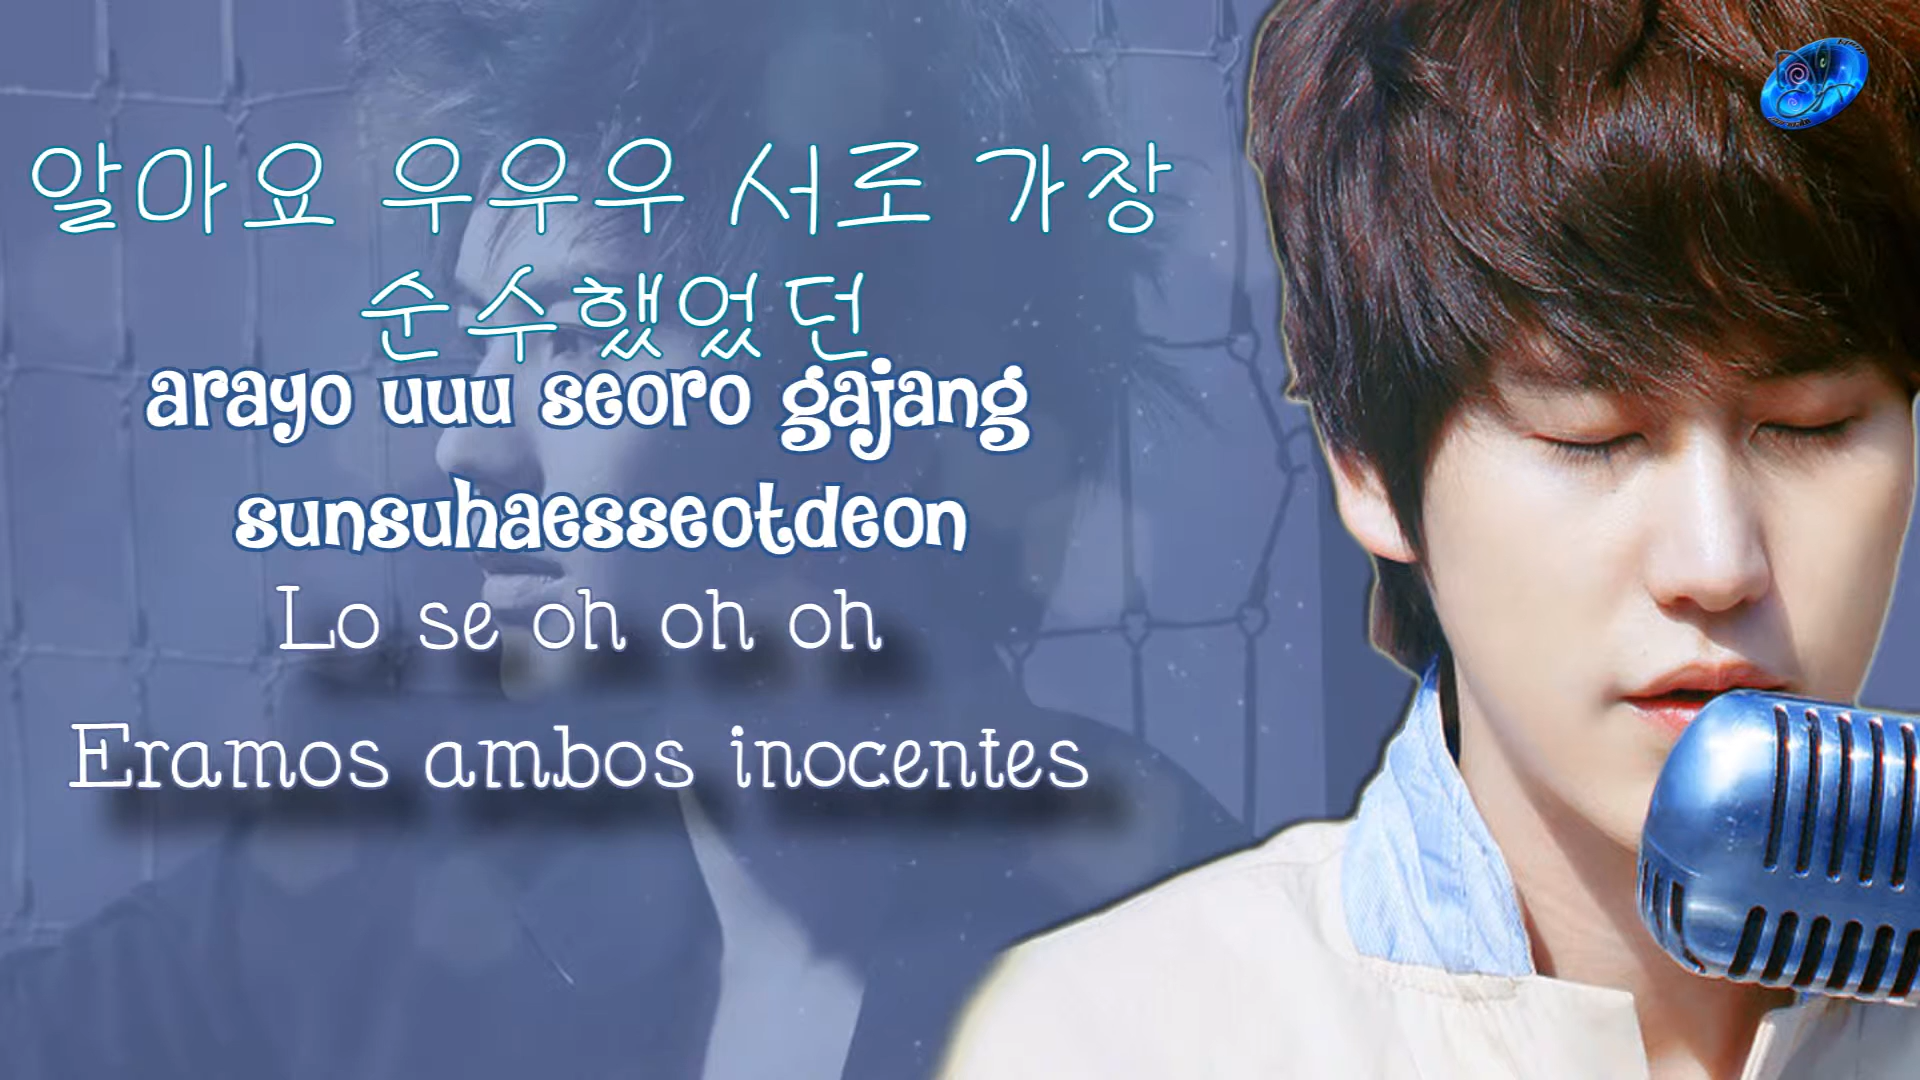 알마요 우우우 서로 가장
순수했었던
arayo uuu seoro gajang
sunsuhaesseotdeon
Lo se oh oh oh
Eramos ambos inocentes